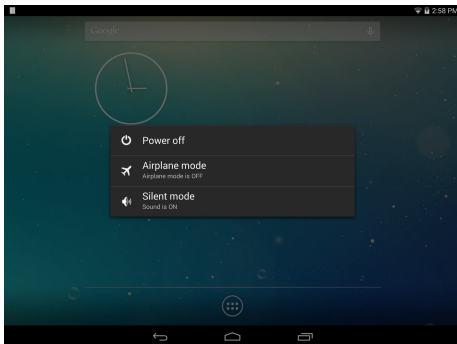 2:58 PM
Google
Power off
Airplane mode
Airplane mode is OFF
Silent mode
Sound is ON